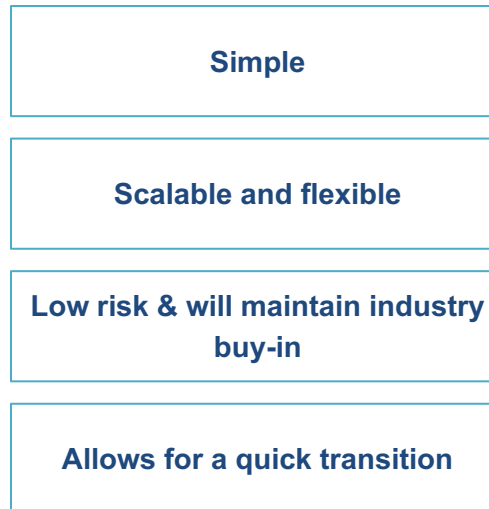 Simple
Scalable and flexible
Low risk & will maintain industry
buy-in
Allows for a quick transition